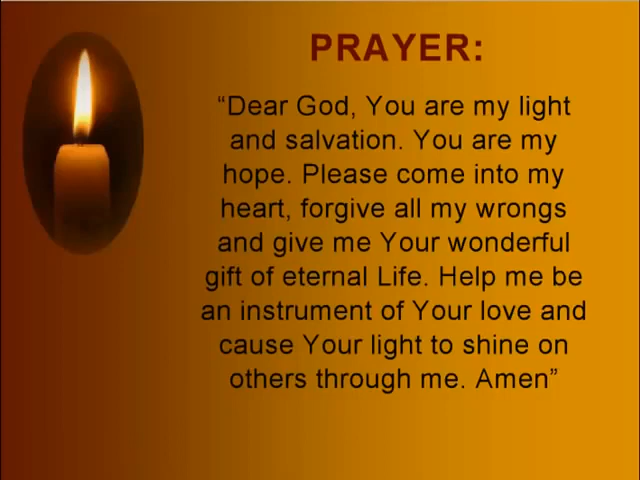 PRAYER:
“Dear God, You are my light
and salvation. You are my
hope. Please come into my
heart, forgive all my wrongs
and give me Your wonderful
gift of eternal Life. Help me be
an instrument of Your love and
cause Your light to shine on
others through me. Amen”